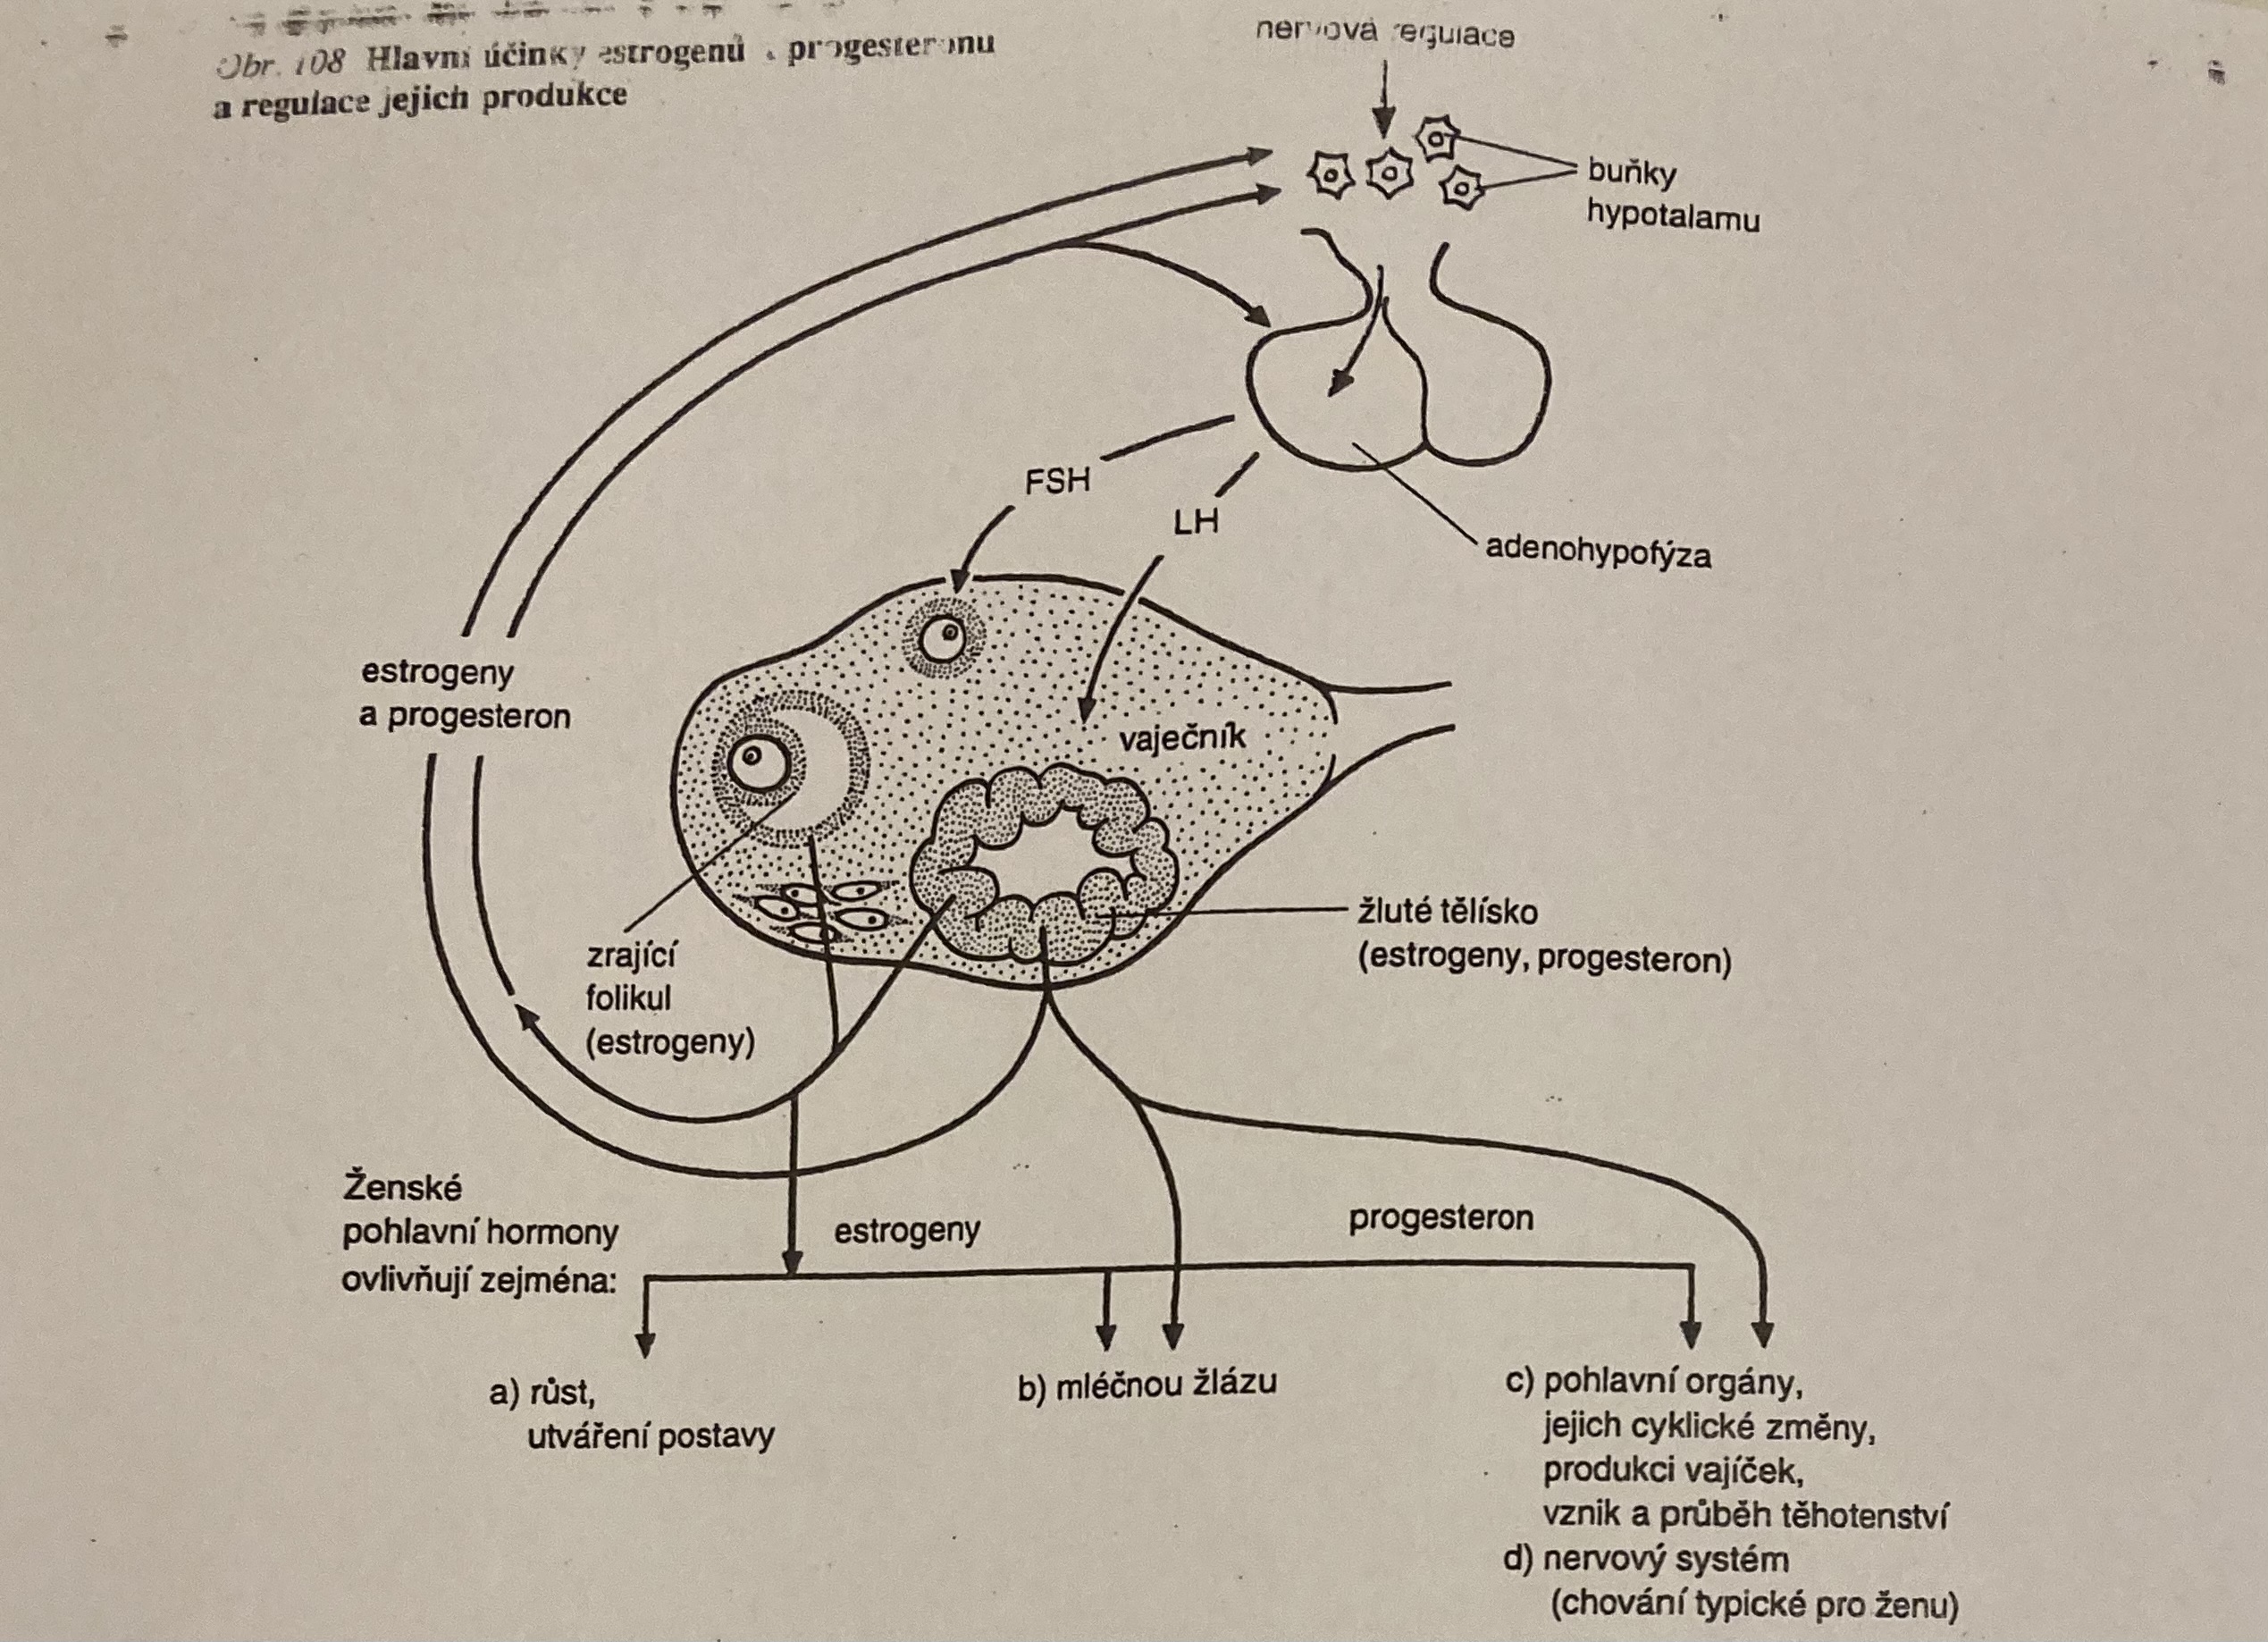 Obr. 108 Hlavní účinky estrogenů a progesteronu
a regulace jejich produkce
nervová regulace
buňky
hypotalamu
FSH
LH
adenohypofýza
estrogeny
a progesteron
vaječník
zrající
folikul
(estrogeny)
žluté tělísko
(estrogeny, progesteron)
Ženské
pohlavní hormony
ovlivňují zejména:
estrogeny
progesteron
a) růst,
utváření postavy
b) mléčnou žlázu
c) pohlavní orgány,
jejich cyklické změny,
produkci vajíček,
vznik a průběh těhotenství
d) nervový systém
(chování typické pro ženu)